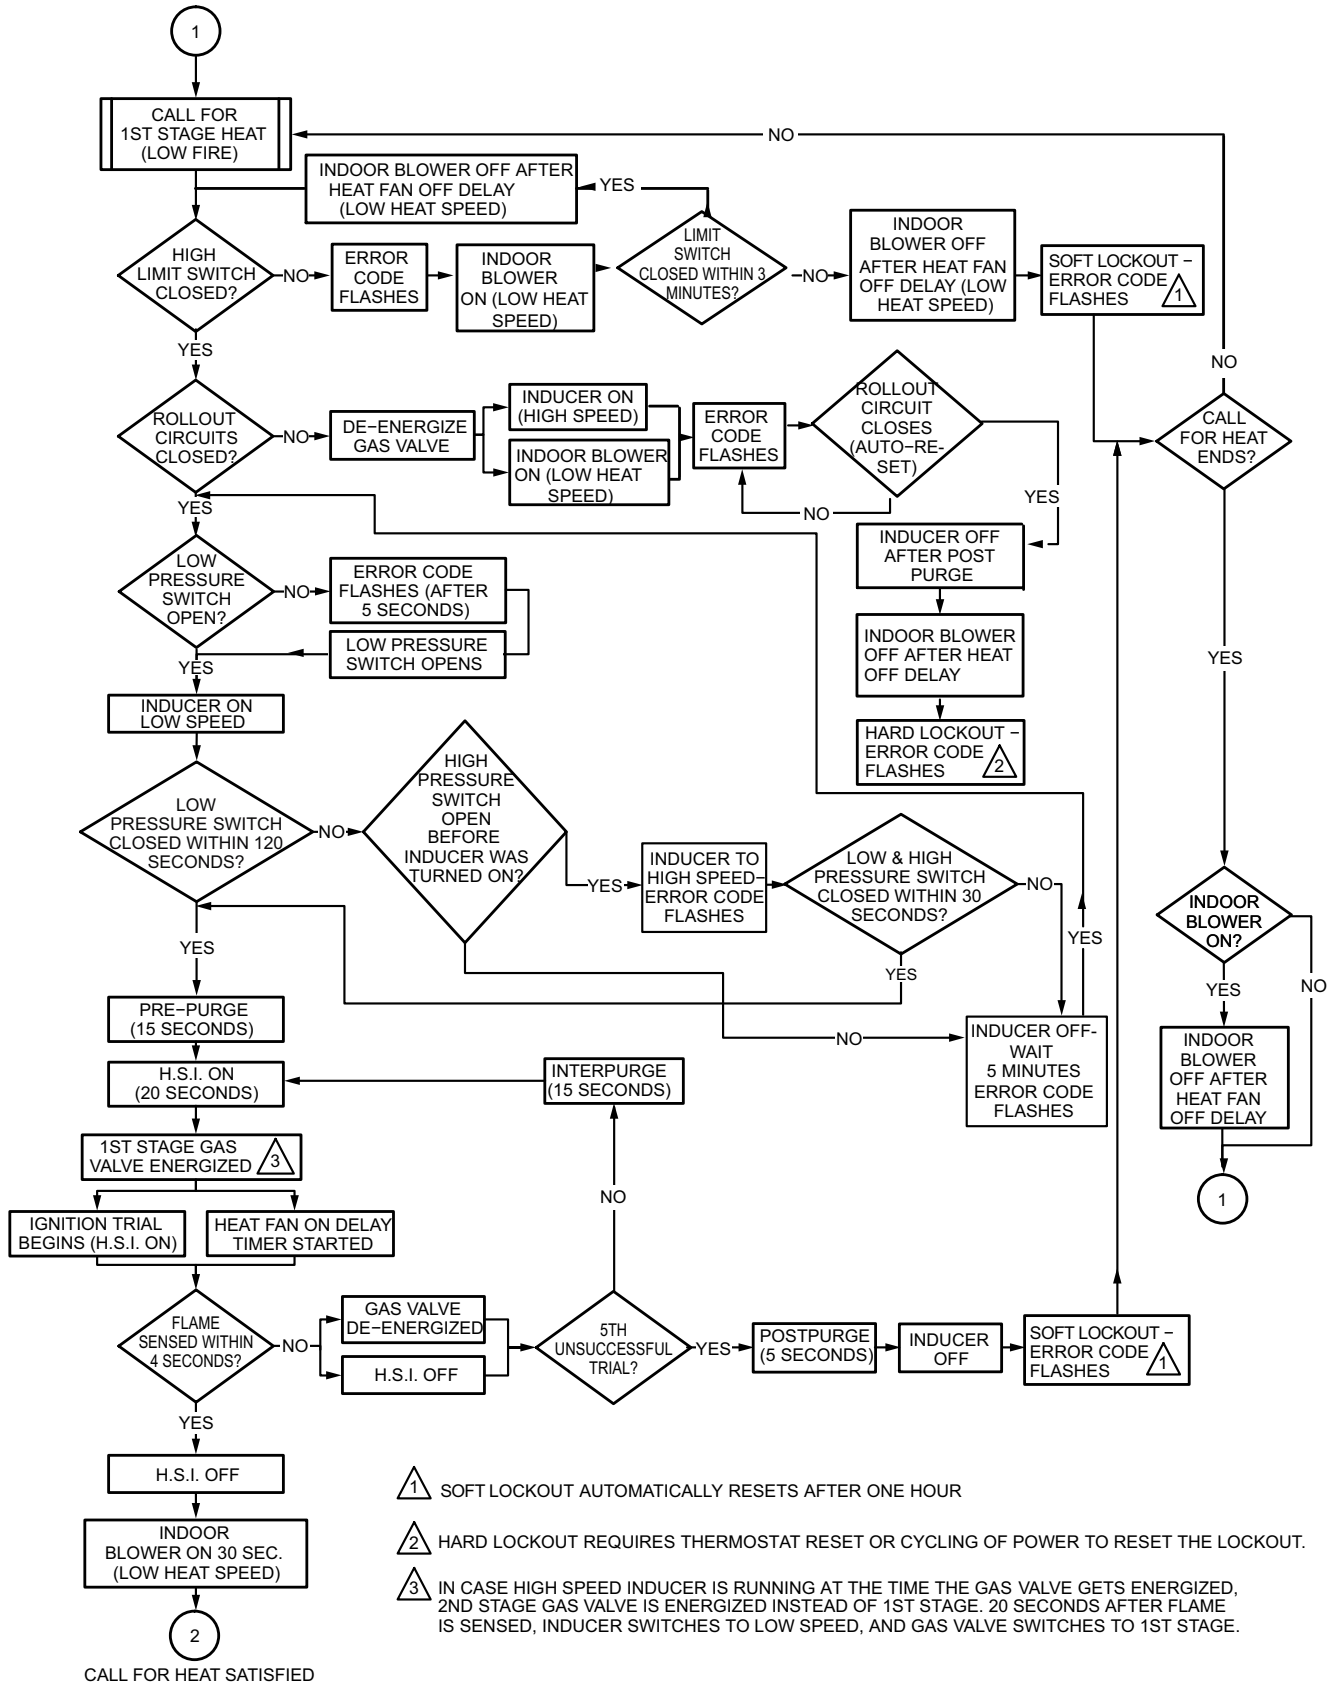 1
CALL FOR
1ST STAGE HEAT
(LOW FIRE)
NO
INDOOR BLOWER OFF AFTER
HEAT FAN OFF DELAY
(LOW HEAT SPEED)
YES
HIGH
LIMIT SWITCH
CLOSED?
NO
ERROR
CODE
FLASHES
INDOOR
BLOWER
ON (LOW HEAT
SPEED)
LIMIT
SWITCH
CLOSED WITHIN 3
MINUTES?
NO
INDOOR
BLOWER OFF
AFTER HEAT FAN
OFF DELAY (LOW
HEAT SPEED)
SOFT LOCKOUT –
ERROR CODE
FLASHES
1
YES
NO
ROLLOUT
CIRCUITS
CLOSED?
NO
DE–ENERGIZE
GAS VALVE
INDUCER ON
(HIGH SPEED)
INDOOR BLOWER
ON (LOW HEAT
SPEED)
ERROR
CODE
FLASHES
ROLLOUT
CIRCUIT
CLOSES
(AUTO–RE-
SET)
NO
YES
CALL
FOR HEAT
ENDS?
YES
INDUCER OFF
AFTER POST
PURGE
LOW
PRESSURE
SWITCH
OPEN?
NO
ERROR CODE
FLASHES (AFTER
5 SECONDS)
LOW PRESSURE
SWITCH OPENS
INDOOR BLOWER
OFF AFTER HEAT
OFF DELAY
YES
YES
INDUCER ON
LOW SPEED
HARD LOCKOUT –
ERROR CODE
FLASHES
2
LOW
PRESSURE SWITCH
CLOSED WITHIN 120
SECONDS?
NO
HIGH
PRESSURE
SWITCH
OPEN
BEFORE
INDUCER WAS
TURNED ON?
YES
INDUCER TO
HIGH SPEED–
ERROR CODE
FLASHES
LOW & HIGH
PRESSURE SWITCH
CLOSED WITHIN 30
SECONDS?
NO
YES
INDOOR
BLOWER
ON?
YES
YES
YES
NO
PRE–PURGE
(15 SECONDS)
NO
INDUCER OFF-
WAIT
5 MINUTES
ERROR CODE
FLASHES
INDOOR
BLOWER
OFF AFTER
HEAT FAN
OFF DELAY
H.S.I. ON
(20 SECONDS)
INTERPURGE
(15 SECONDS)
1ST STAGE GAS
VALVE ENERGIZED
3
NO
1
IGNITION TRIAL
BEGINS (H.S.I. ON)
HEAT FAN ON DELAY
TIMER STARTED
FLAME
SENSED WITHIN
4 SECONDS?
NO
GAS VALVE
DE–ENERGIZED
H.S.I. OFF
5TH
UNSUCCESSFUL
TRIAL?
YES
POSTPURGE
(5 SECONDS)
INDUCER
OFF
SOFT LOCKOUT –
ERROR CODE
FLASHES
1
YES
H.S.I. OFF
INDOOR
BLOWER ON 30 SEC.
(LOW HEAT SPEED)
2
CALL FOR HEAT SATISFIED
1 SOFT LOCKOUT AUTOMATICALLY RESETS AFTER ONE HOUR
2 HARD LOCKOUT REQUIRES THERMOSTAT RESET OR CYCLING OF POWER TO RESET THE LOCKOUT.
3 IN CASE HIGH SPEED INDUCER IS RUNNING AT THE TIME THE GAS VALVE GETS ENERGIZED,
2ND STAGE GAS VALVE IS ENERGIZED INSTEAD OF 1ST STAGE. 20 SECONDS AFTER FLAME
IS SENSED, INDUCER SWITCHES TO LOW SPEED, AND GAS VALVE SWITCHES TO 1ST STAGE.